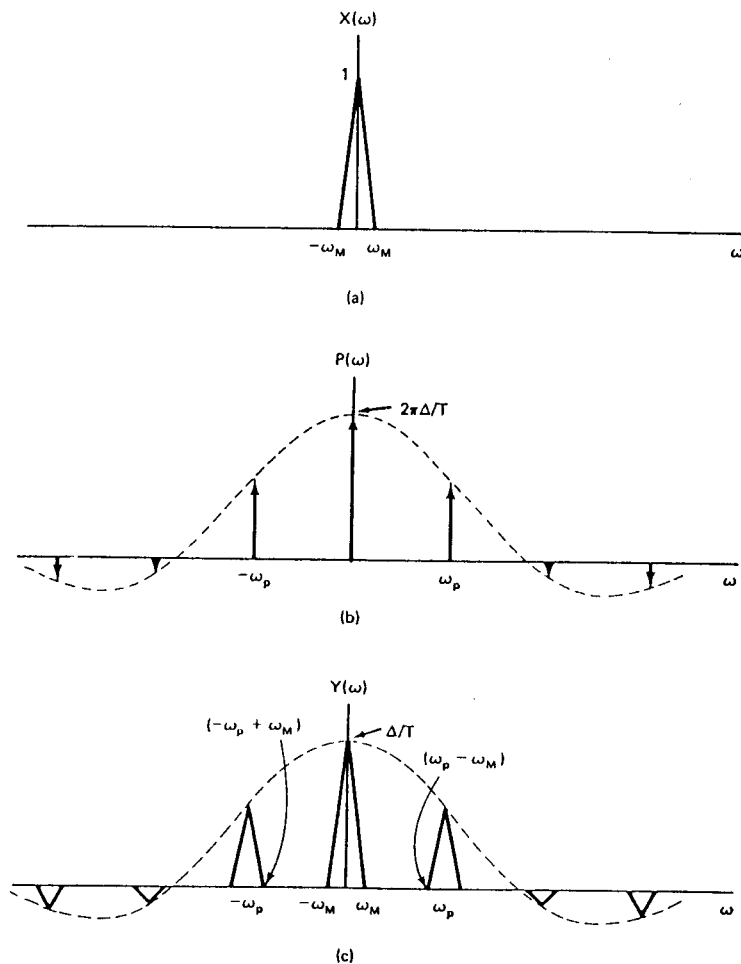 X(ω)
1
−ω_M ω_M ω
(a)
P(ω)
2πΔ/T
−ω_p ω_p ω
(b)
Y(ω)
(−ω_p + ω_M) Δ/T (ω_p − ω_M)
−ω_p −ω_M ω_M ω_p ω
(c)